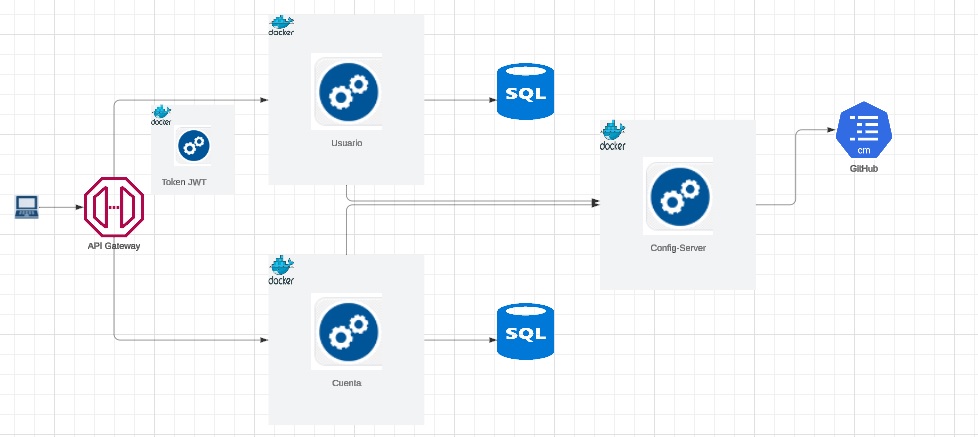 docker
Usuario
SQL
docker
Token JWT
API Gateway
docker
Config-Server
cm
GitHub
docker
Cuenta
SQL